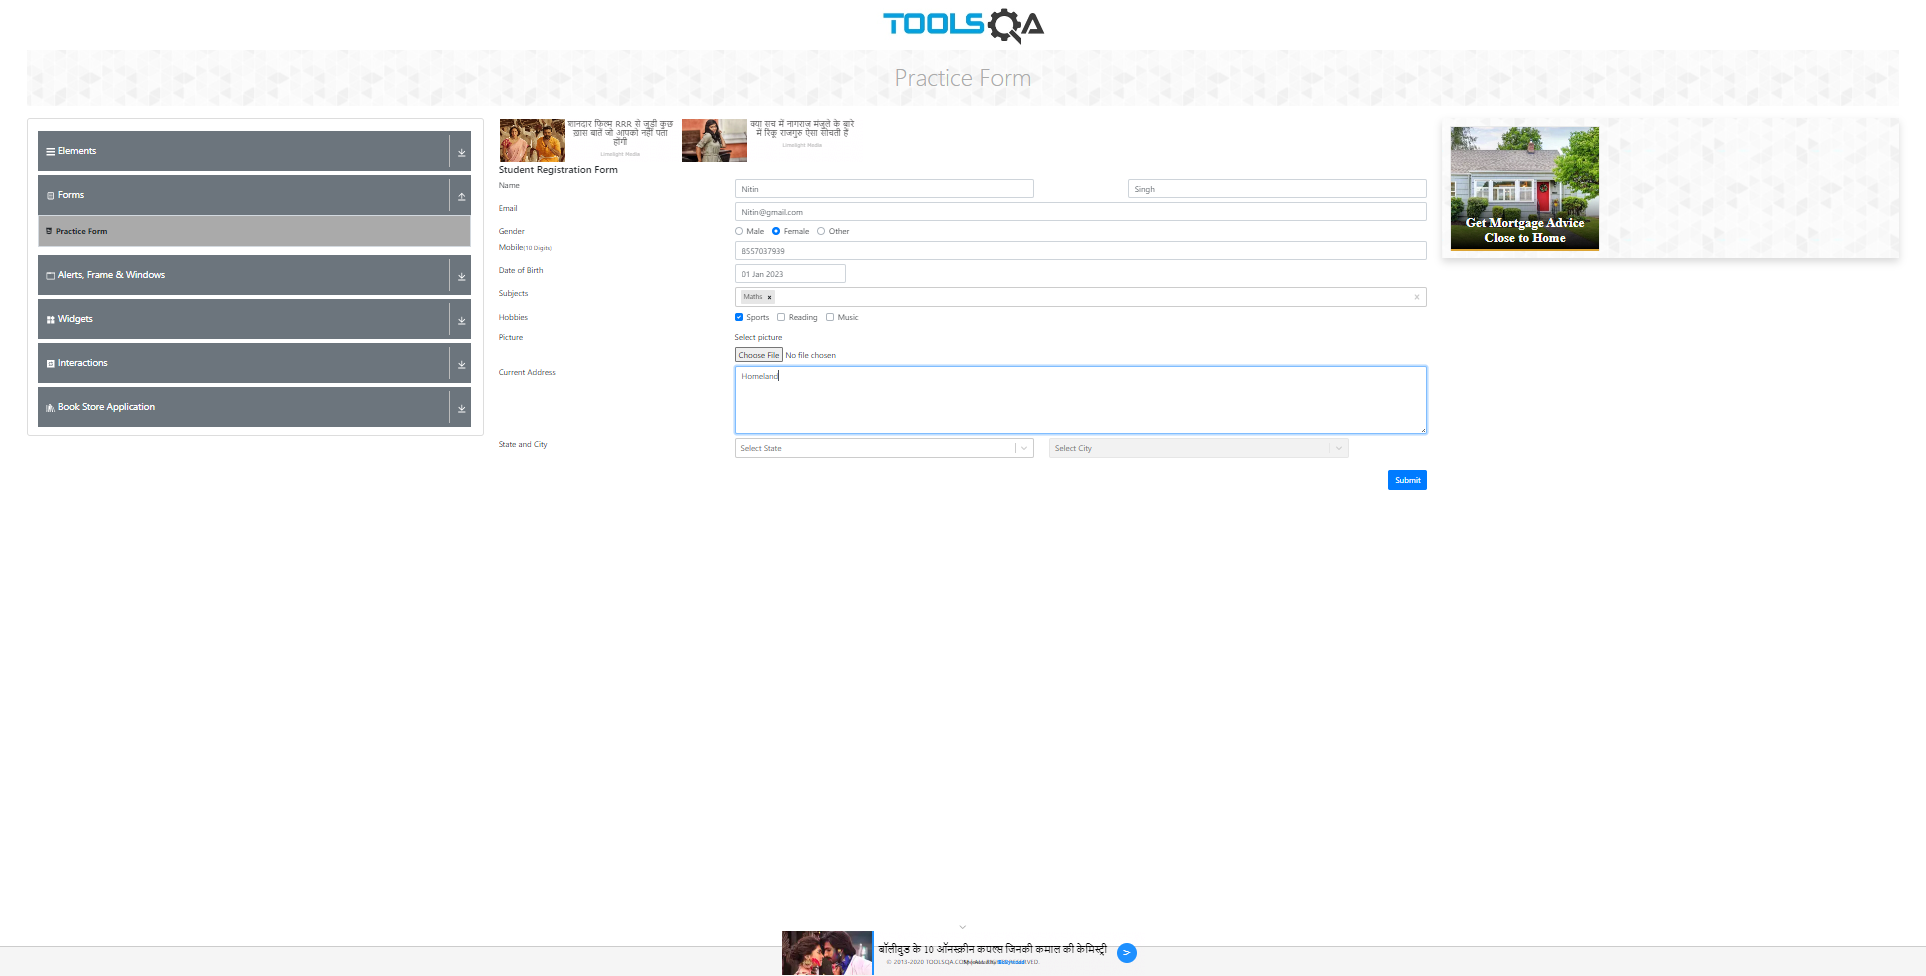 TOOLSQA
Practice Form
Elements
Forms
Practice Form
Alerts, Frame & Windows
Widgets
Interactions
Book Store Application
शानदार फिल्म RRR से जुड़ी कुछ
ख़ास बातें जो आपको नहीं पता
होंगी
Limelight Media
क्या सच में नागराज मंजुले के बारे
में रिंकू राजगुरु ऐसा सोचती हैं
Limelight Media
Student Registration Form
Name
Nitin
Singh
Email
Nitin@gmail.com
Gender
Male Female Other
Mobile(10 Digits)
8557037939
Date of Birth
01 Jan 2023
Subjects
Maths
Hobbies
Sports Reading Music
Picture
Select picture
Choose File No file chosen
Current Address
Homeland
State and City
Select State
Select City
Submit
Get Mortgage Advice
Close to Home
बॉलीवुड के 10 ऑनस्क्रीन कपल्स जिनकी कमाल की केमिस्ट्री
© 2013-2020 TOOLSQA.COM